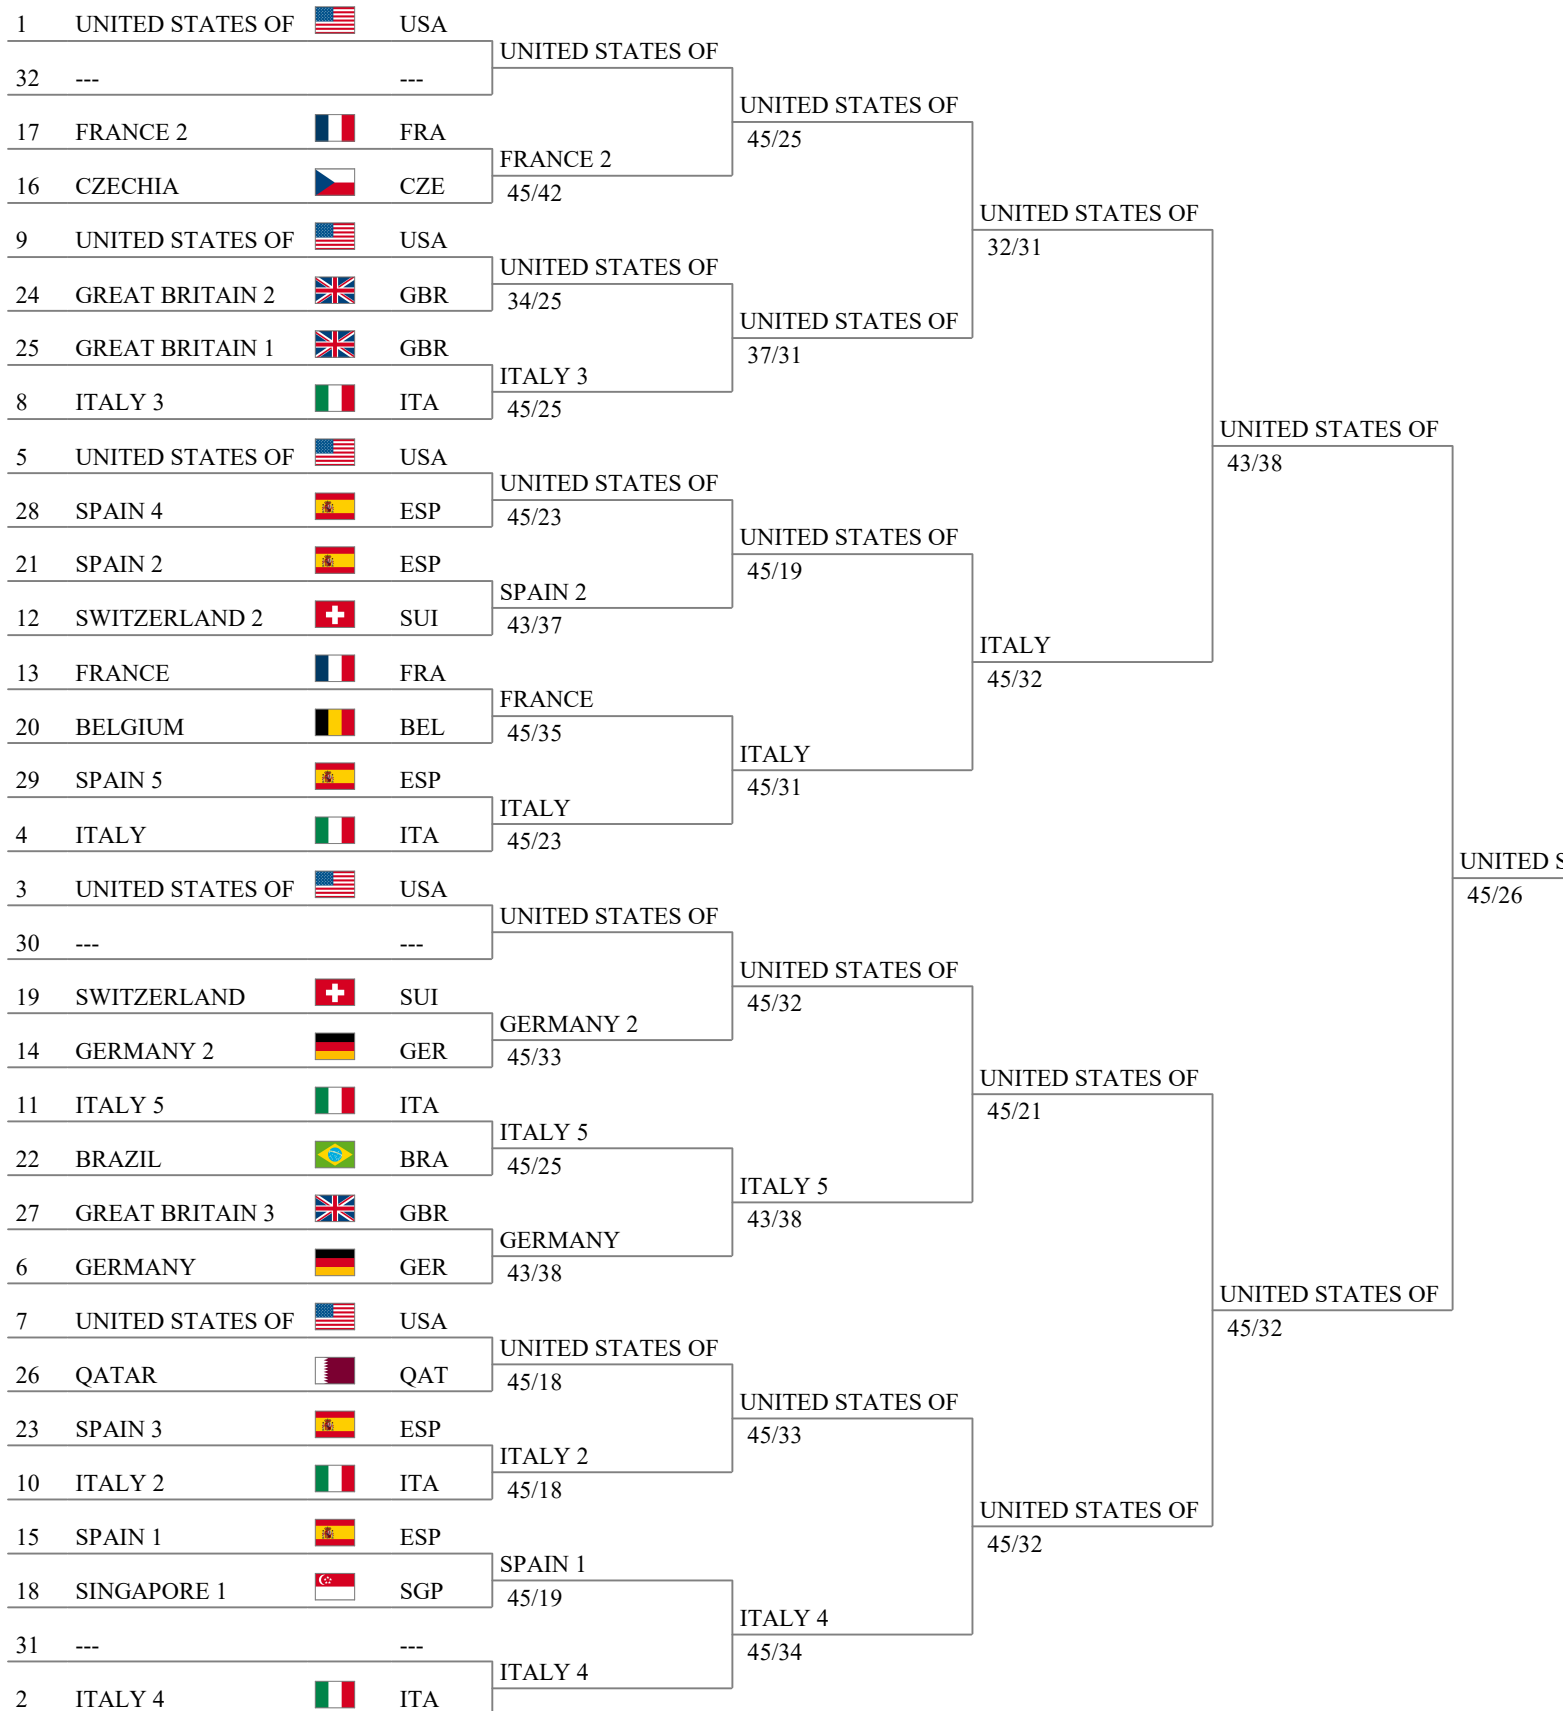 1 UNITED STATES OF USA
UNITED STATES OF
32 --- ---
UNITED STATES OF
45/25
17 FRANCE 2 FRA
FRANCE 2
45/42
16 CZECHIA CZE
UNITED STATES OF
32/31
9 UNITED STATES OF USA
UNITED STATES OF
34/25
24 GREAT BRITAIN 2 GBR
UNITED STATES OF
37/31
25 GREAT BRITAIN 1 GBR
ITALY 3
45/25
8 ITALY 3 ITA
UNITED STATES OF
43/38
5 UNITED STATES OF USA
UNITED STATES OF
45/23
28 SPAIN 4 ESP
UNITED STATES OF
45/19
21 SPAIN 2 ESP
SPAIN 2
43/37
12 SWITZERLAND 2 SUI
ITALY
45/32
13 FRANCE FRA
FRANCE
45/35
20 BELGIUM BEL
ITALY
45/31
29 SPAIN 5 ESP
ITALY
45/23
4 ITALY ITA
UNITED S
45/26
3 UNITED STATES OF USA
UNITED STATES OF
30 --- ---
UNITED STATES OF
45/32
19 SWITZERLAND SUI
GERMANY 2
45/33
14 GERMANY 2 GER
UNITED STATES OF
45/21
11 ITALY 5 ITA
ITALY 5
45/25
22 BRAZIL BRA
ITALY 5
43/38
27 GREAT BRITAIN 3 GBR
GERMANY
43/38
6 GERMANY GER
UNITED STATES OF
45/32
7 UNITED STATES OF USA
UNITED STATES OF
45/18
26 QATAR QAT
UNITED STATES OF
45/33
23 SPAIN 3 ESP
ITALY 2
45/18
10 ITALY 2 ITA
UNITED STATES OF
45/32
15 SPAIN 1 ESP
SPAIN 1
45/19
18 SINGAPORE 1 SGP
ITALY 4
45/34
31 --- ---
ITALY 4
2 ITALY 4 ITA